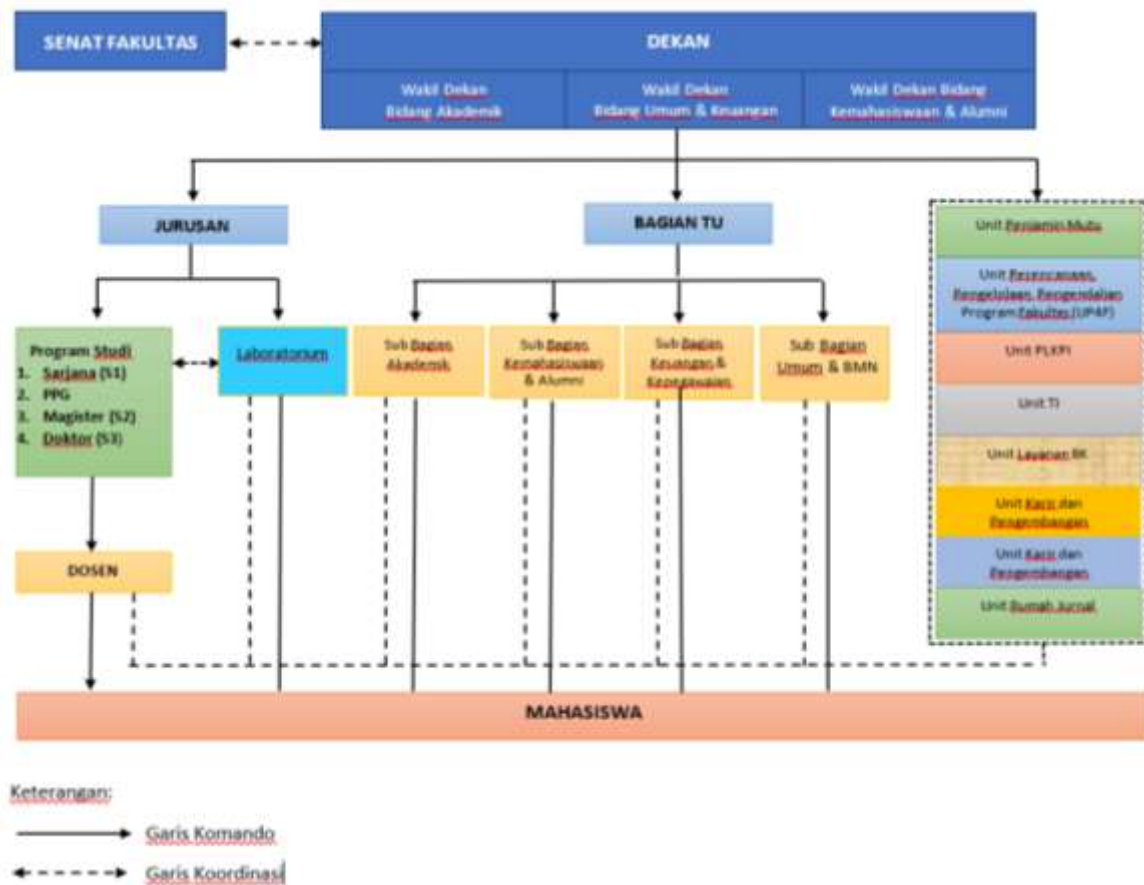 SENAT FAKULTAS
DEKAN
Wakil Dekan
Bidang Akademik
Wakil Dekan
Bidang Umum & Keuangan
Wakil Dekan Bidang
Kemahasiswaan & Alumni
JURUSAN
BAGIAN TU
Program Studi
1. Sarjana (S1)
2. PPG
3. Magister (S2)
4. Doktor (S3)
Laboratorium
Sub Bagian
Akademik
Sub Bagian
Kemahasiswaan
& Alumni
Sub Bagian
Keuangan &
Kepegawaian
Sub Bagian
Umum & BMN
Unit Penjamin Mutu
Unit Perencanaan,
Pengelolaan, Pengendalian
Program Fakultas (UP4P)
Unit PLKPI
Unit TI
Unit Layanan BK
Unit Karir dan
Pengembangan
Unit Karir dan
Pengembangan
Unit Rumah Jurnal
DOSEN
MAHASISWA
Keterangan:
Garis Komando
Garis Koordinasi